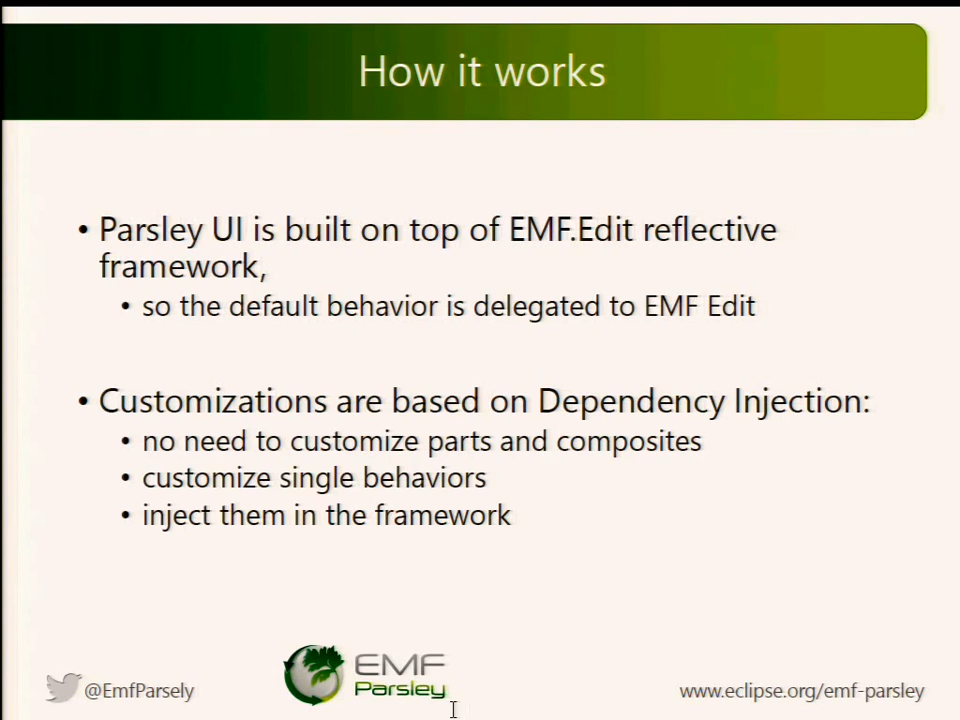 How it works
• Parsley UI is built on top of EMF.Edit reflective
framework,
• so the default behavior is delegated to EMF Edit
• Customizations are based on Dependency Injection:
• no need to customize parts and composites
• customize single behaviors
• inject them in the framework
@EmfParsely
EMF
Parsley
www.eclipse.org/emf-parsley